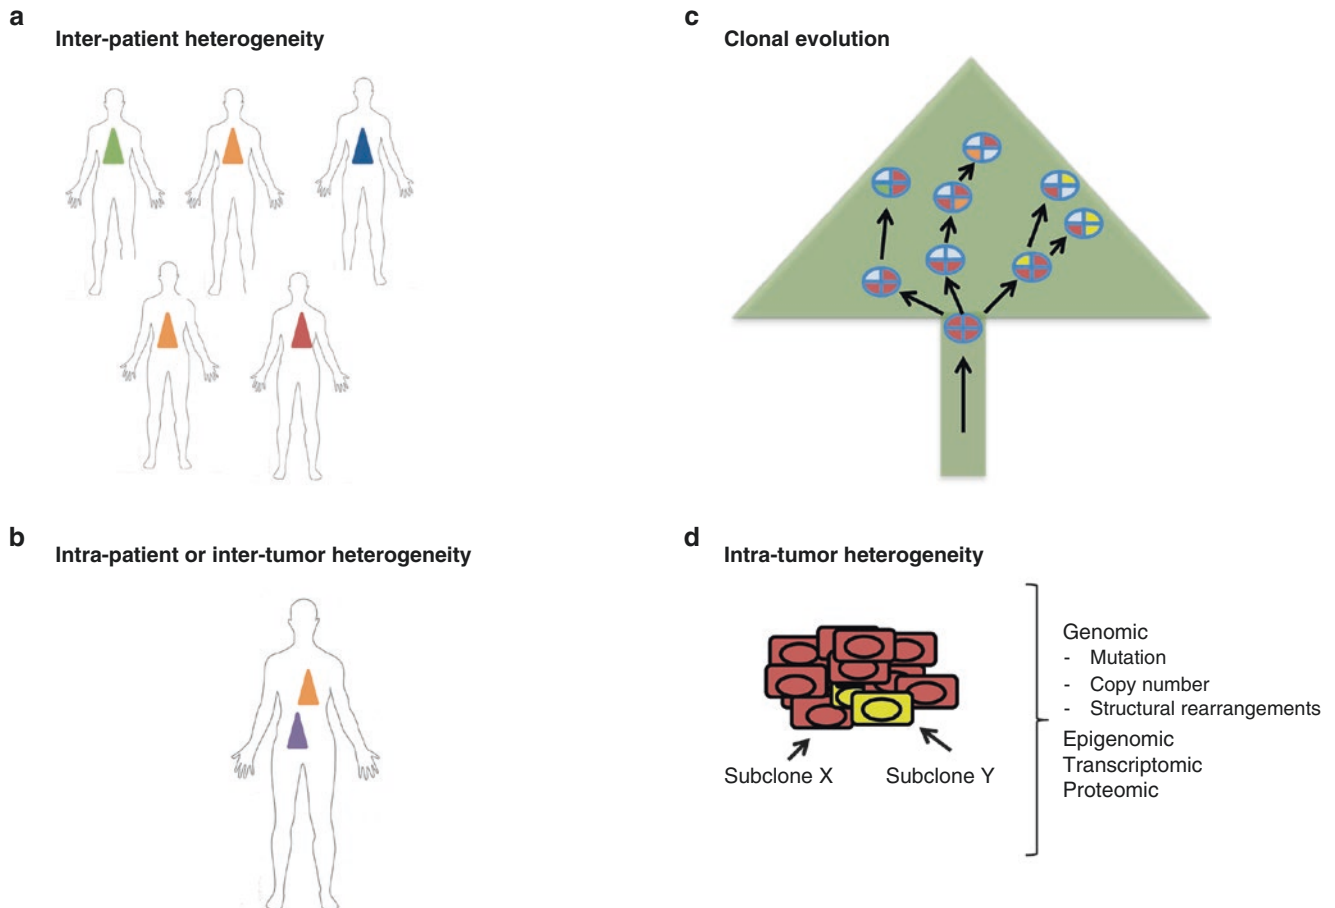 a
Inter-patient heterogeneity
b
Intra-patient or inter-tumor heterogeneity
c
Clonal evolution
d
Intra-tumor heterogeneity
Subclone X
Subclone Y
Genomic
- Mutation
- Copy number
- Structural rearrangements
Epigenomic
Transcriptomic
Proteomic